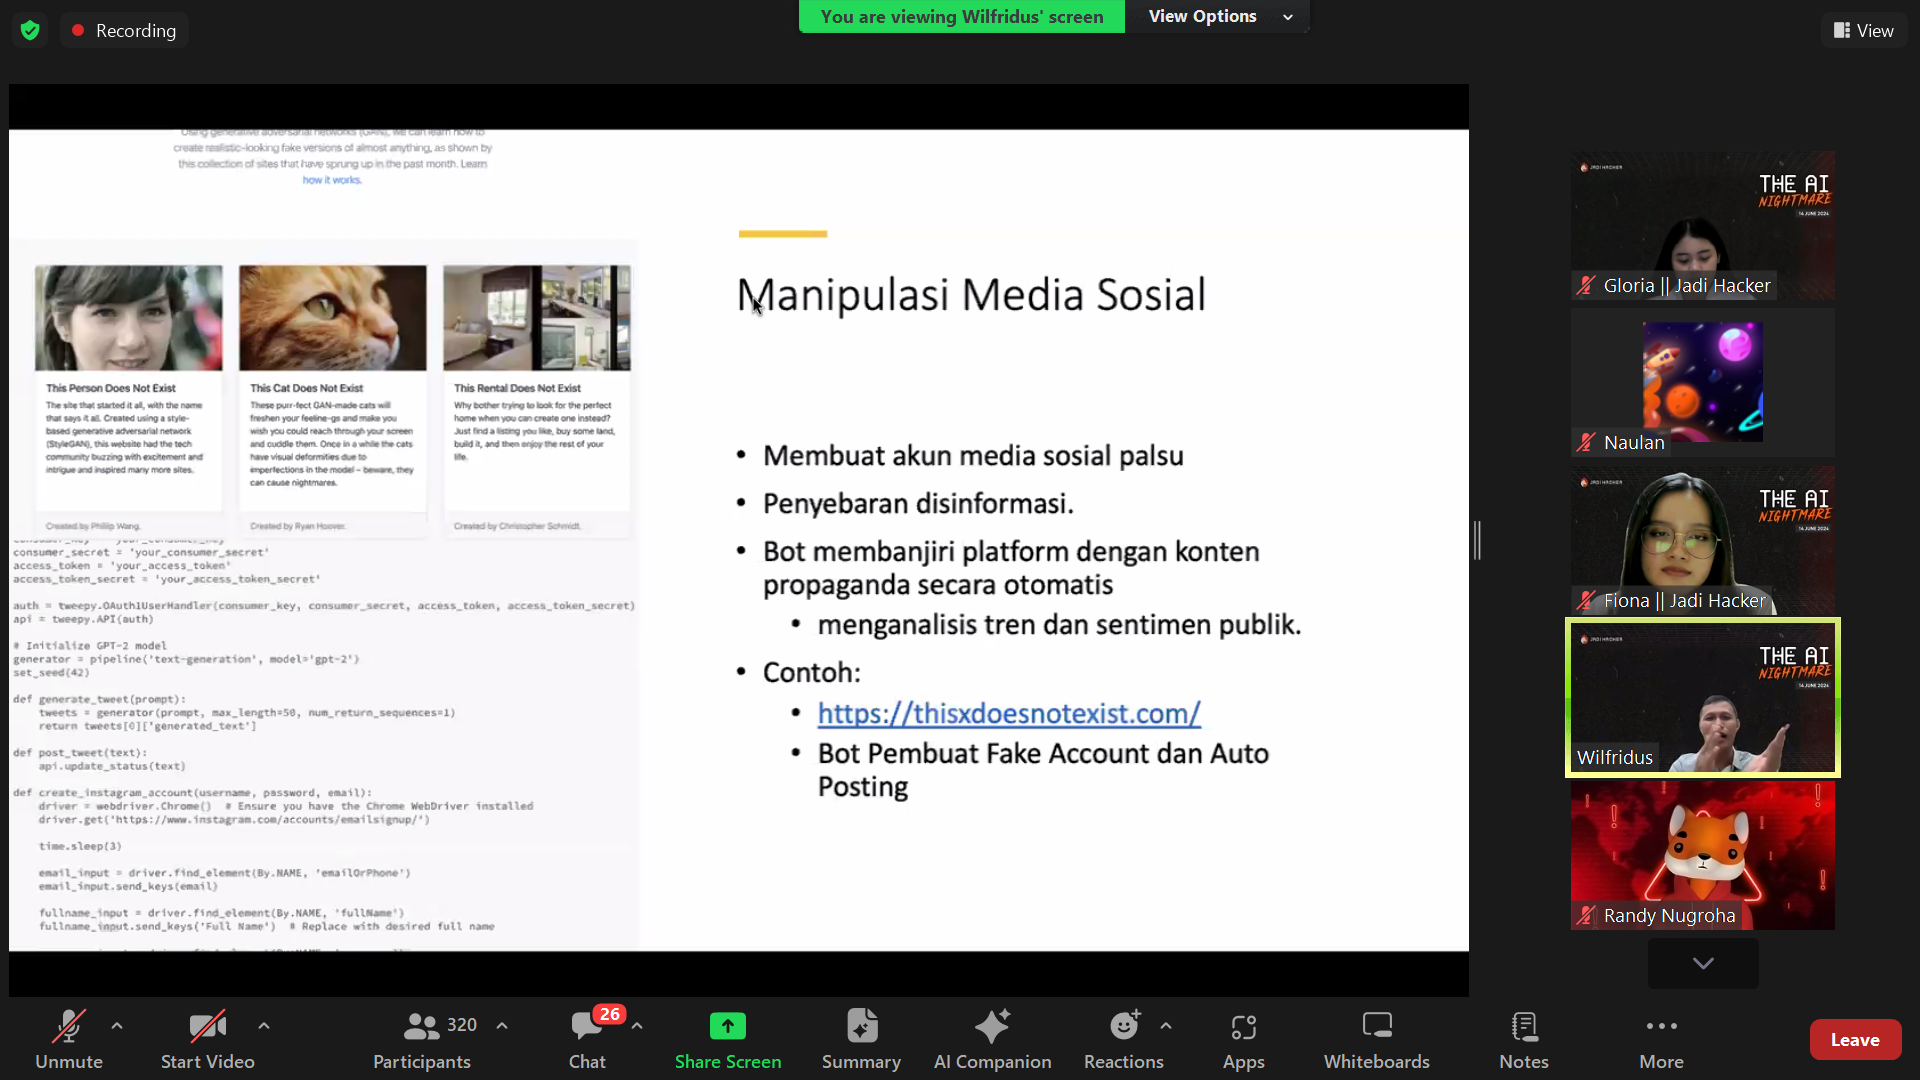 Recording
You are viewing Wilfridus' screen
View Options
View
Using generative adversarial networks (GAN), we can learn how to
create realistic-looking fake versions of almost anything, as shown by
this collection of sites that have sprung up in the past month. Learn
how it works.
This Person Does Not Exist
The site that started it all, with the name
that says it all. Created using a style-
based generative adversarial network
(StyleGAN), this website had the tech
community buzzing with excitement and
intrigue and inspired many more sites.
Created by Phillip Wang.
This Cat Does Not Exist
These purr-fect GAN-made cats will
freshen your feeline-gs and make you
wish you could reach through your screen
and cuddle them. Once in a while the cats
have visual deformities due to
imperfections in the model – beware, they
can cause nightmares.
Created by Ryan Hoover.
This Rental Does Not Exist
Why bother trying to look for the perfect
home when you can create one instead?
Just find a listing you like, buy some land,
build it, and then enjoy the rest of your
life.
Created by Christopher Schmidt.
consumer_key = 'your_consumer_key'
consumer_secret = 'your_consumer_secret'
access_token = 'your_access_token'
access_token_secret = 'your_access_token_secret'
auth = tweepy.OAuth1UserHandler(consumer_key, consumer_secret, access_token, access_token_secret)
api = tweepy.API(auth)
# Initialize GPT-2 model
generator = pipeline('text-generation', model='gpt-2')
set_seed(42)
def generate_tweet(prompt):
tweets = generator(prompt, max_length=50, num_return_sequences=1)
return tweets[0]['generated_text']
def post_tweet(text):
api.update_status(text)
def create_instagram_account(username, password, email):
driver = webdriver.Chrome() # Ensure you have the Chrome WebDriver installed
driver.get('https://www.instagram.com/accounts/emailsignup/')
time.sleep(3)
email_input = driver.find_element(By.NAME, 'emailOrPhone')
email_input.send_keys(email)
fullname_input = driver.find_element(By.NAME, 'fullName')
fullname_input.send_keys('Full Name') # Replace with desired full name
Manipulasi Media Sosial
• Membuat akun media sosial palsu
• Penyebaran disinformasi.
• Bot membanjiri platform dengan konten
propaganda secara otomatis
• menganalisis tren dan sentimen publik.
• Contoh:
• https://thisxdoesnotexist.com/
• Bot Pembuat Fake Account dan Auto
Posting
JADI HACKER
THE AI
NIGHTMARE
14 JUNE 2024
Gloria || Jadi Hacker
Naulan
JADI HACKER
THE AI
NIGHTMARE
14 JUNE 2024
Fiona || Jadi Hacker
JADI HACKER
THE AI
NIGHTMARE
14 JUNE 2024
Wilfridus
Randy Nugroha
Unmute
Start Video
320
Participants
26
Chat
Share Screen
Summary
AI Companion
Reactions
Apps
Whiteboards
Notes
More
Leave